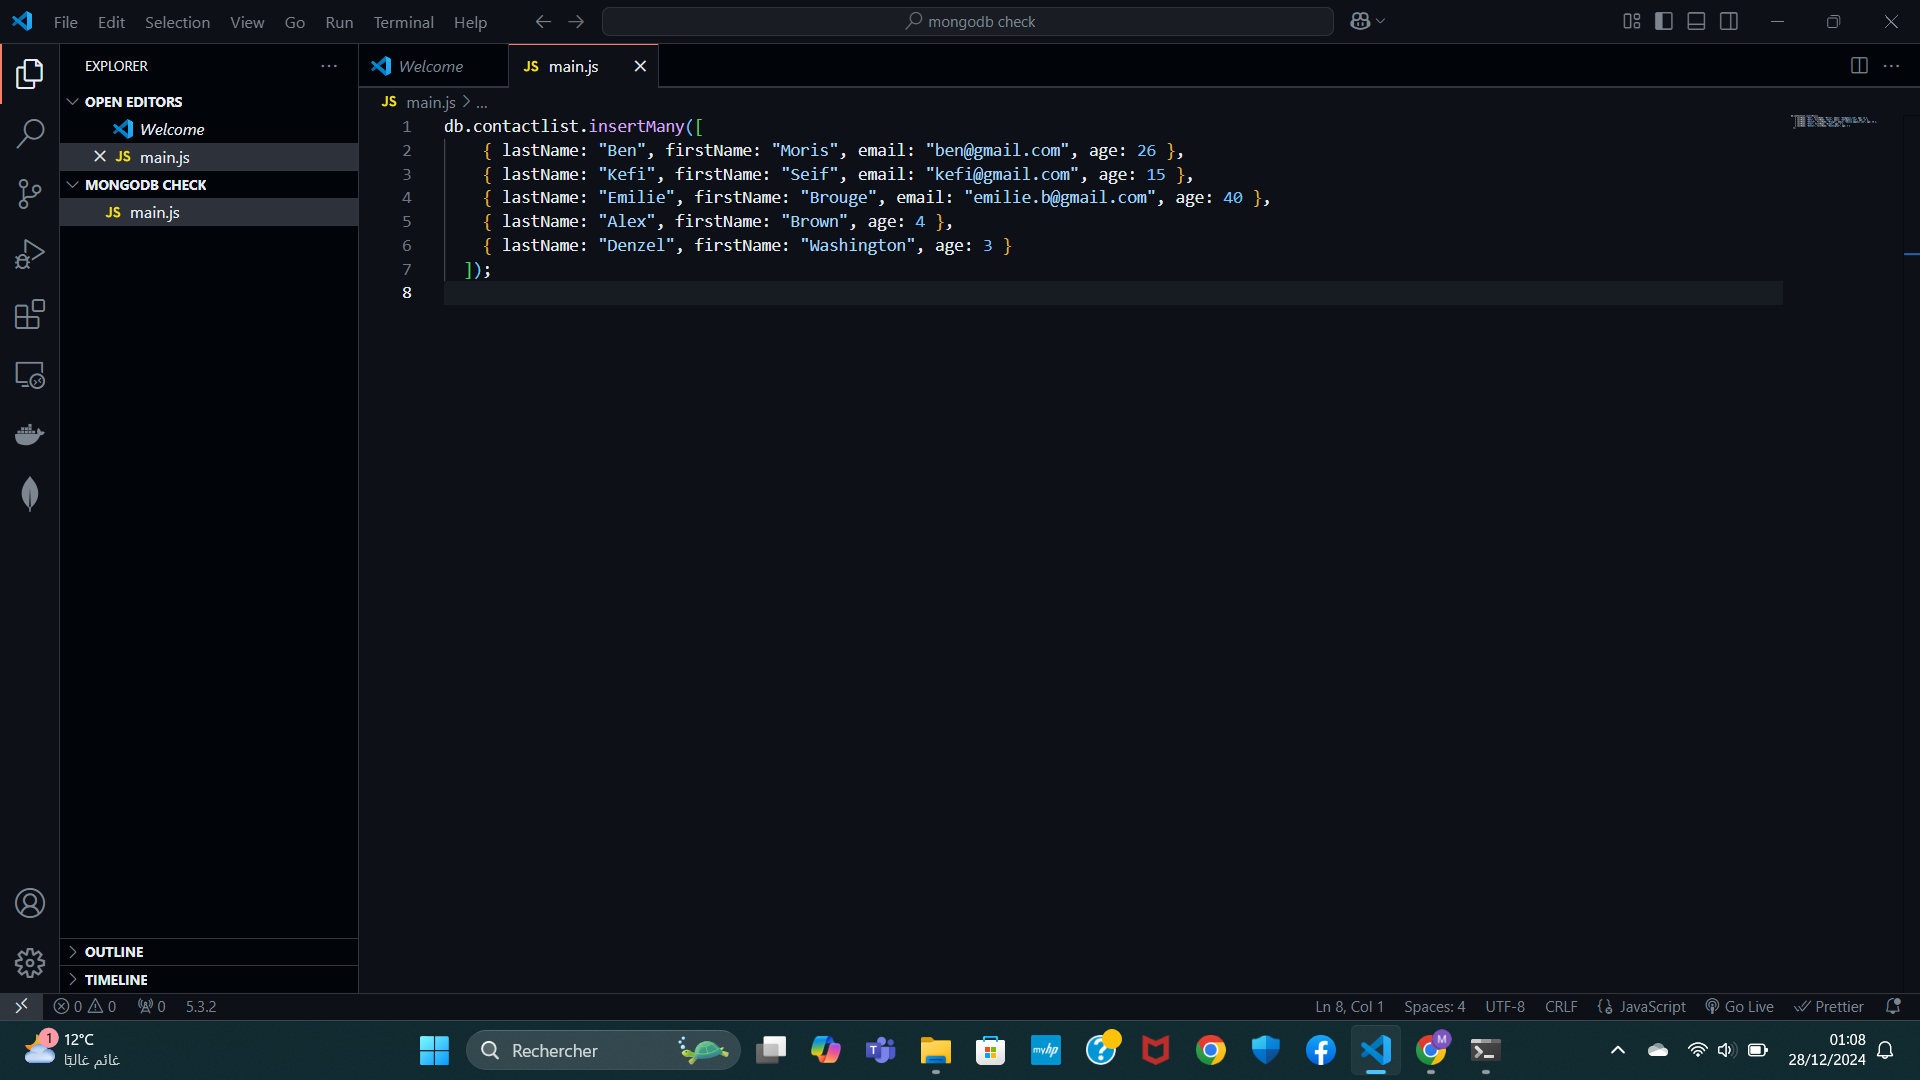 File Edit Selection View Go Run Terminal Help
mongodb check
EXPLORER
OPEN EDITORS
Welcome
JS main.js
MONGODB CHECK
JS main.js
OUTLINE
TIMELINE
Welcome
JS main.js
JS main.js > ...
1 db.contactlist.insertMany([
2 { lastName: "Ben", firstName: "Moris", email: "ben@gmail.com", age: 26 },
3 { lastName: "Kefi", firstName: "Seif", email: "kefi@gmail.com", age: 15 },
4 { lastName: "Emilie", firstName: "Brouge", email: "emilie.b@gmail.com", age: 40 },
5 { lastName: "Alex", firstName: "Brown", age: 4 },
6 { lastName: "Denzel", firstName: "Washington", age: 3 }
7 ]);
8
0 0 0 5.3.2
Ln 8, Col 1 Spaces: 4 UTF-8 CRLF JavaScript Go Live Prettier
1
12°C
غائم غالبًا
Rechercher
myhp
M
01:08
28/12/2024